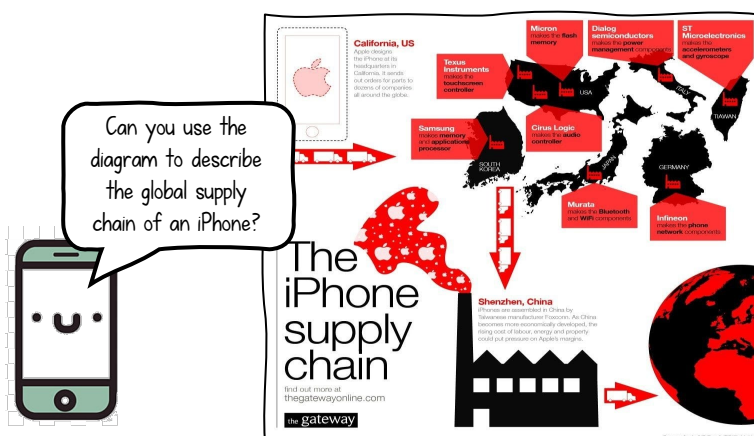 Can you use the
diagram to describe
the global supply
chain of an iPhone?
California, US
Apple designs
the iPhone at its
headquarters in
California, it sends
out orders for parts to
dozens of companies
all around the globe.
Texus
Instruments
makes the
touchscreen
controller
Micron
makes the flash
memory
Dialog
semiconductors
makes the power
management components
ST
Microelectronics
makes the
accelerometers
and gyroscope
Samsung
makes memory
and applications
processor
Cirus Logic
makes the audio
controller
USA
ITALY
TIAWAN
SOUTH
KOREA
JAPAN
GERMANY
Murata
makes the Bluetooth
and WiFi components
Infineon
makes the phone
network components
The
iPhone
supply
chain
find out more at
thegatewayonline.com
the gateway
Shenzhen, China
iPhones are assembled in China by
Taiwanese manufacturer Foxconn. As China
becomes more economically developed, the
rising cost of labour, energy and property
could put pressure on Apple's margins.